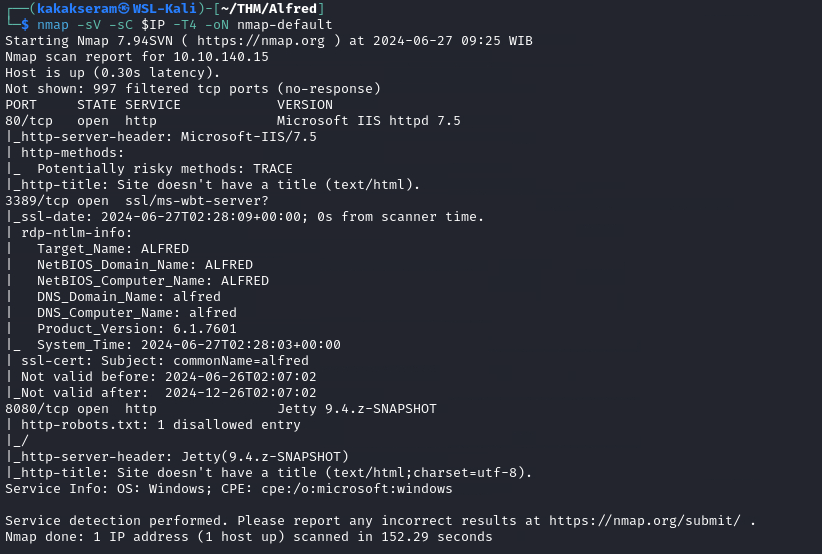 ┌──(kakakseram㉿WSL-Kali)-[~/THM/Alfred]
└─$ nmap -sV -sC $IP -T4 -oN nmap-default
Starting Nmap 7.94SVN ( https://nmap.org ) at 2024-06-27 09:25 WIB
Nmap scan report for 10.10.140.15
Host is up (0.30s latency).
Not shown: 997 filtered tcp ports (no-response)
PORT     STATE SERVICE            VERSION
80/tcp   open  http               Microsoft IIS httpd 7.5
|_http-server-header: Microsoft-IIS/7.5
| http-methods:
|_  Potentially risky methods: TRACE
|_http-title: Site doesn't have a title (text/html).
3389/tcp open  ssl/ms-wbt-server?
|_ssl-date: 2024-06-27T02:28:09+00:00; 0s from scanner time.
| rdp-ntlm-info:
|   Target_Name: ALFRED
|   NetBIOS_Domain_Name: ALFRED
|   NetBIOS_Computer_Name: ALFRED
|   DNS_Domain_Name: alfred
|   DNS_Computer_Name: alfred
|   Product_Version: 6.1.7601
|_  System_Time: 2024-06-27T02:28:03+00:00
| ssl-cert: Subject: commonName=alfred
| Not valid before: 2024-06-26T02:07:02
|_Not valid after:  2024-12-26T02:07:02
8080/tcp open  http               Jetty 9.4.z-SNAPSHOT
| http-robots.txt: 1 disallowed entry
|_/
|_http-server-header: Jetty(9.4.z-SNAPSHOT)
|_http-title: Site doesn't have a title (text/html;charset=utf-8).
Service Info: OS: Windows; CPE: cpe:/o:microsoft:windows

Service detection performed. Please report any incorrect results at https://nmap.org/submit/ .
Nmap done: 1 IP address (1 host up) scanned in 152.29 seconds